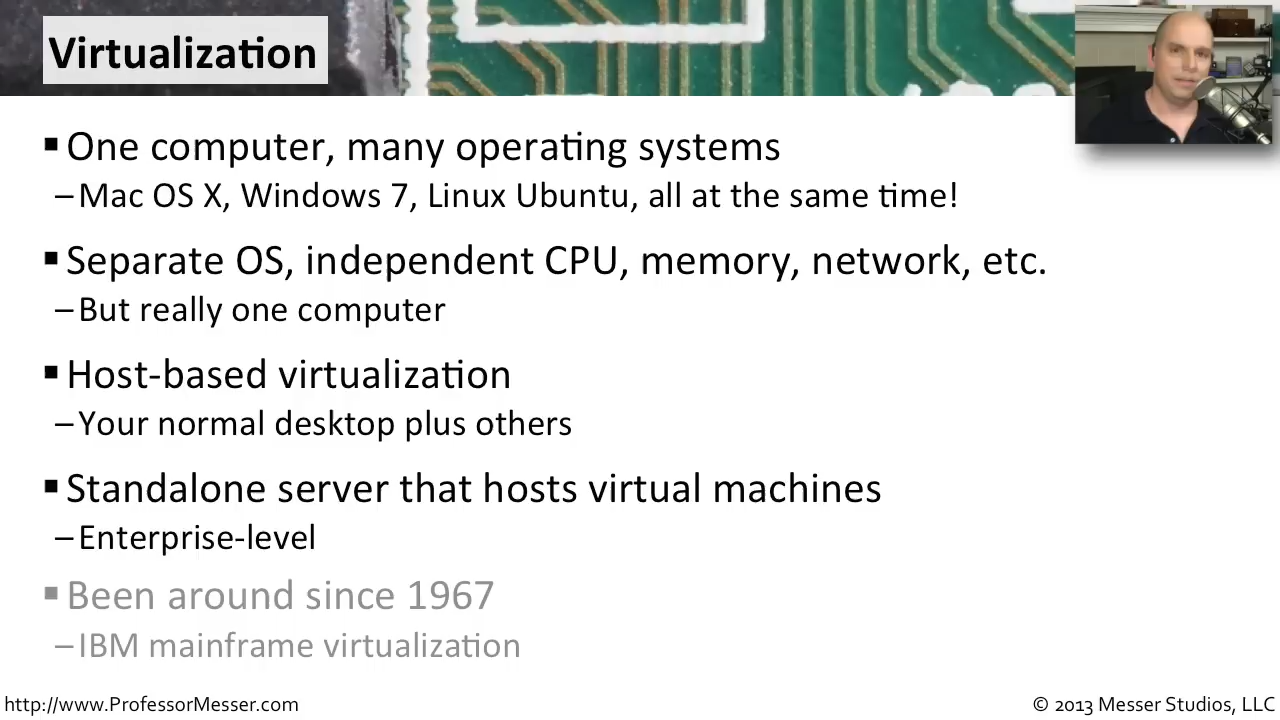 Virtualization
▪ One computer, many operating systems
– Mac OS X, Windows 7, Linux Ubuntu, all at the same time!
▪ Separate OS, independent CPU, memory, network, etc.
– But really one computer
▪ Host-based virtualization
– Your normal desktop plus others
▪ Standalone server that hosts virtual machines
– Enterprise-level
▪ Been around since 1967
– IBM mainframe virtualization
http://www.ProfessorMesser.com
© 2013 Messer Studios, LLC